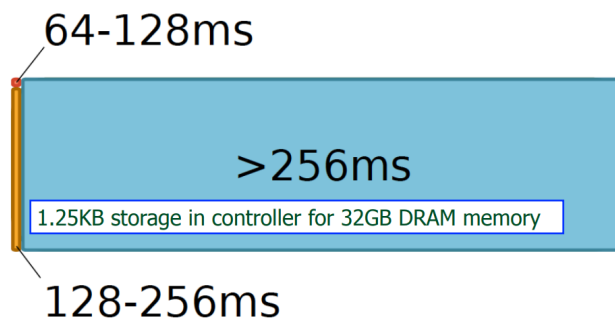 64-128ms
>256ms
1.25KB storage in controller for 32GB DRAM memory
128-256ms